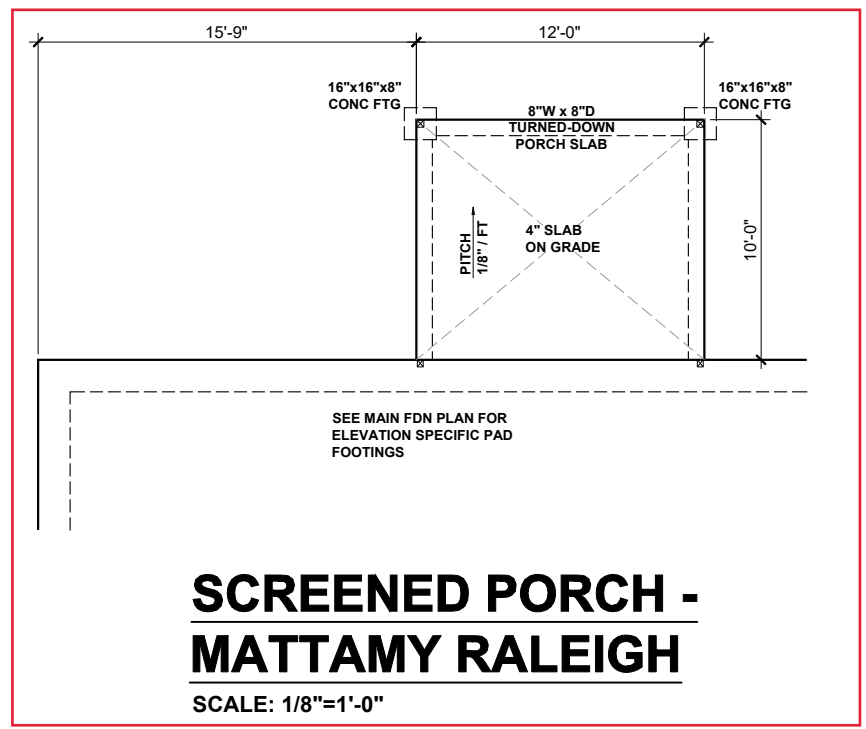 15'-9"
12'-0"
16"x16"x8"
CONC FTG
8"W x 8"D
TURNED-DOWN
PORCH SLAB
16"x16"x8"
CONC FTG
PITCH
1/8" / FT
4" SLAB
ON GRADE
10'-0"
SEE MAIN FDN PLAN FOR
ELEVATION SPECIFIC PAD
FOOTINGS
SCREENED PORCH -
MATTAMY RALEIGH
SCALE: 1/8"=1'-0"